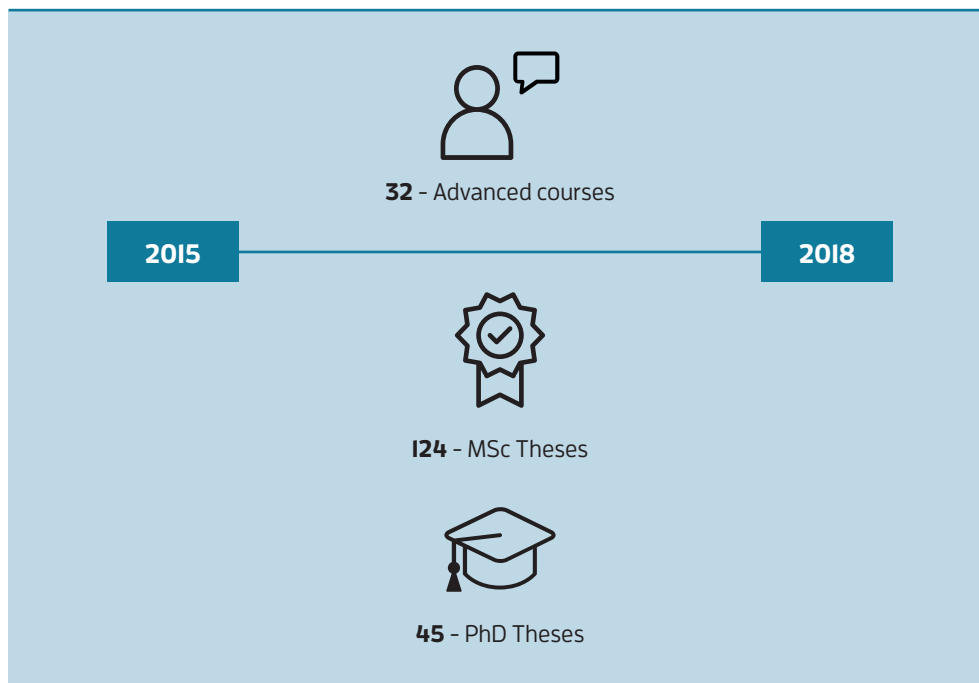 32 - Advanced courses
2015
2018
124 - MSc Theses
45 - PhD Theses